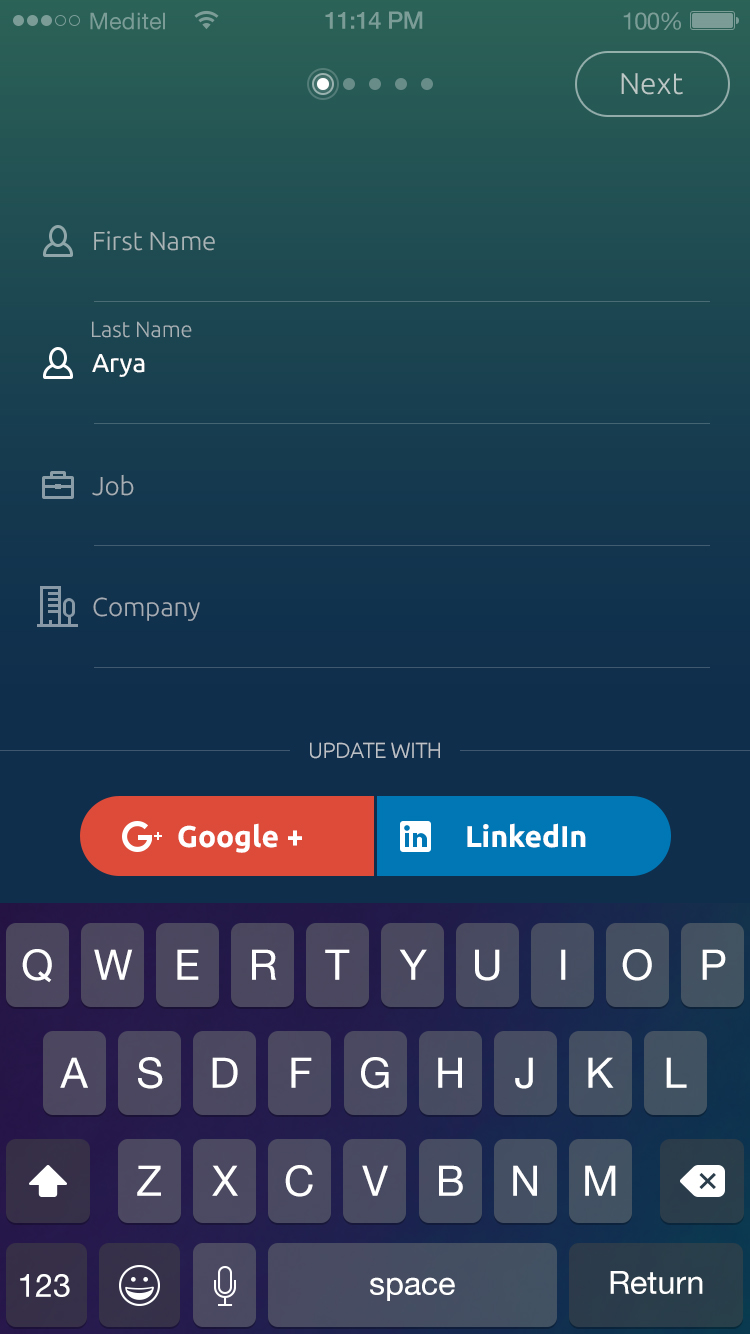 Meditel 11:14 PM 100%
Next
First Name
Last Name
Arya
Job
Company
UPDATE WITH
G+ Google + in LinkedIn
Q W E R T Y U I O P
A S D F G H J K L
Z X C V B N M
123 space Return